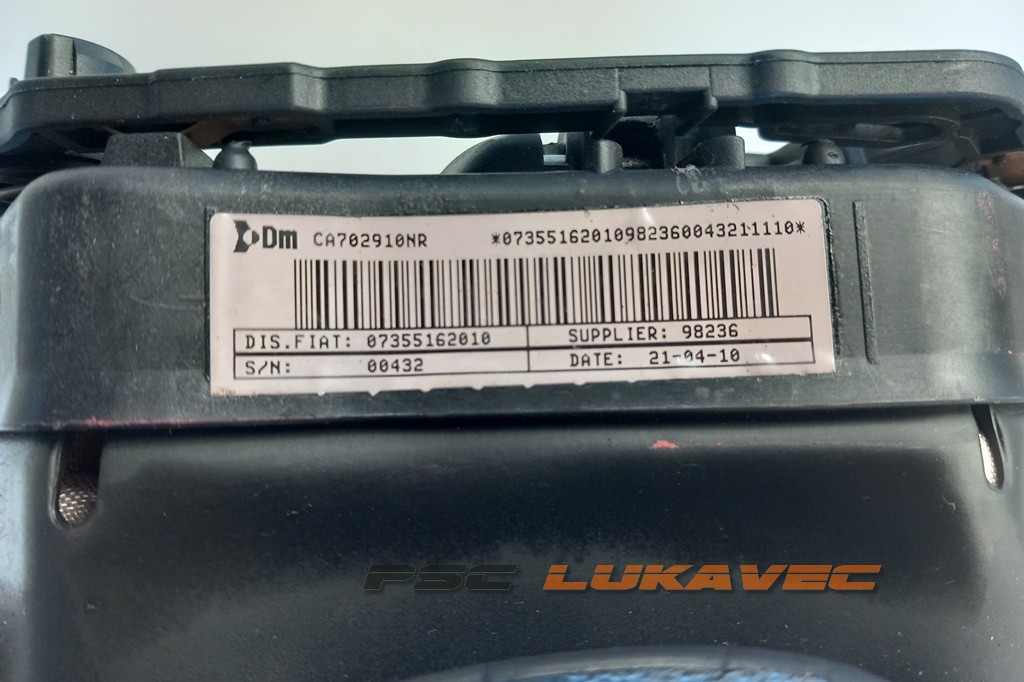 Dm CA702910NR *07355162010982360043211110*
DIS.FIAT: 07355162010 SUPPLIER: 98236
S/N: 00432 DATE: 21-04-10
PSC LUKAVEC